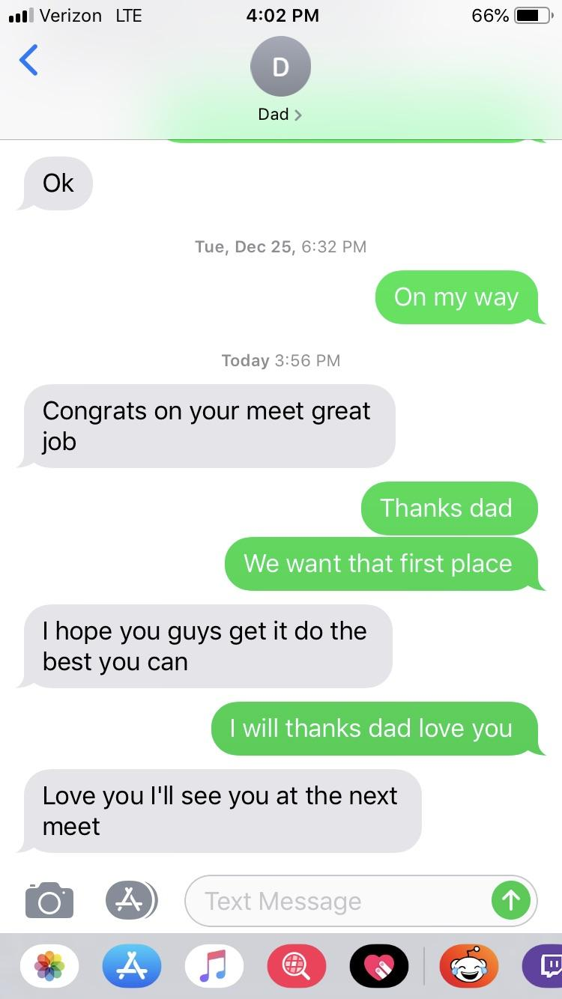 Verizon LTE 4:02 PM 66%
D
Dad
Ok
Tue, Dec 25, 6:32 PM
On my way
Today 3:56 PM
Congrats on your meet great
job
Thanks dad
We want that first place
I hope you guys get it do the
best you can
I will thanks dad love you
Love you I'll see you at the next
meet
Text Message